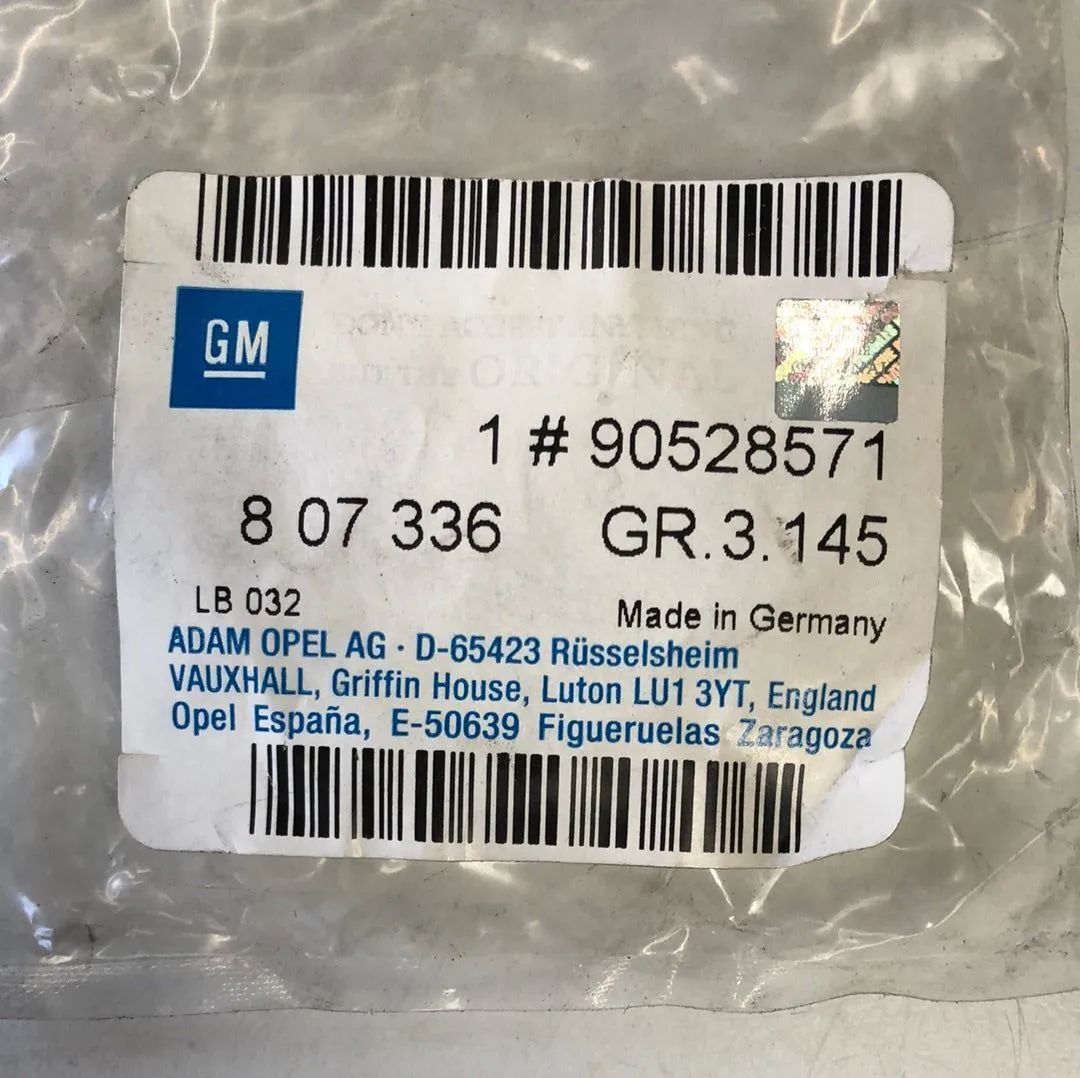 GM
ORIGINAL
1 # 90528571
8 07 336 GR.3.145
LB 032 Made in Germany
ADAM OPEL AG · D-65423 Rüsselsheim
VAUXHALL, Griffin House, Luton LU1 3YT, England
Opel España, E-50639 Figueruelas Zaragoza